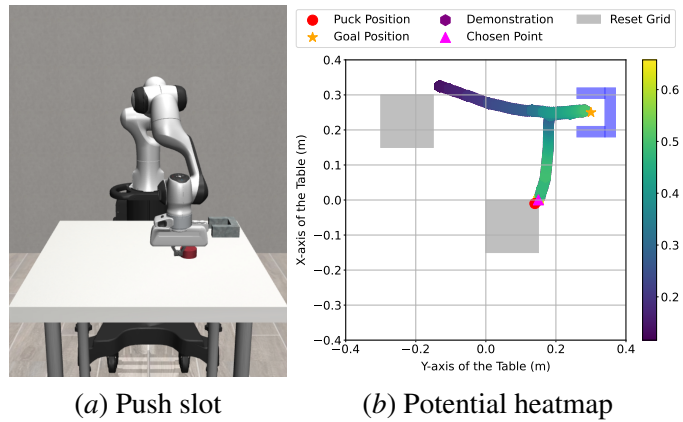 Puck Position
Demonstration
Reset Grid
Goal Position
Chosen Point
0.4
0.3
0.2
0.1
0.0
−0.1
−0.2
−0.3
−0.4
X-axis of the Table (m)
−0.4
−0.2
0.0
0.2
0.4
Y-axis of the Table (m)
0.6
0.5
0.4
0.3
0.2
(a) Push slot
(b) Potential heatmap